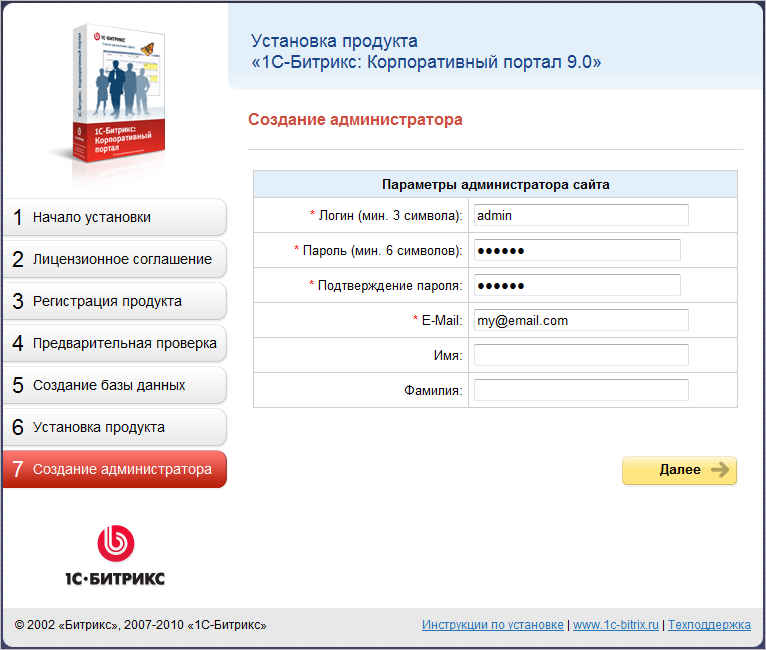 1С-БИТРИКС
1С-Битрикс:
Корпоративный
портал
Установка продукта
«1С-Битрикс: Корпоративный портал 9.0»
Создание администратора
1 Начало установки
2 Лицензионное соглашение
3 Регистрация продукта
4 Предварительная проверка
5 Создание базы данных
6 Установка продукта
7 Создание администратора
Параметры администратора сайта
* Логин (мин. 3 символа): admin
* Пароль (мин. 6 символов): ●●●●●●
* Подтверждение пароля: ●●●●●●
* E-Mail: my@email.com
Имя:
Фамилия:
Далее
1С·БИТРИКС
© 2002 «Битрикс», 2007-2010 «1С-Битрикс»
Инструкции по установке | www.1c-bitrix.ru | Техподдержка